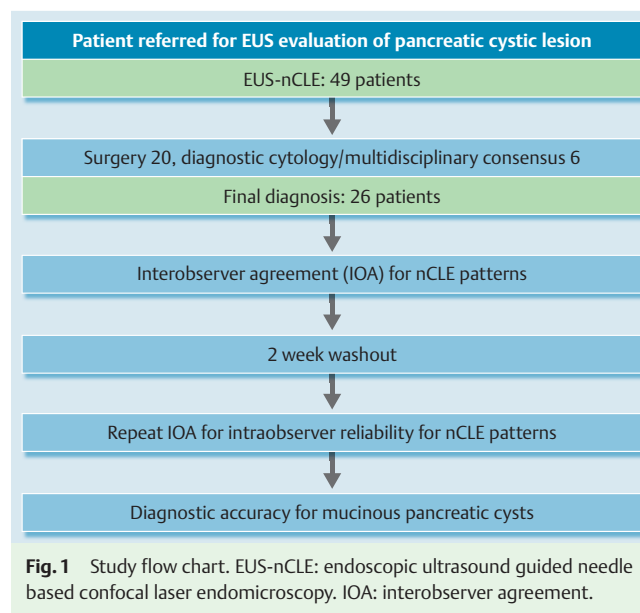 Patient referred for EUS evaluation of pancreatic cystic lesion
EUS-nCLE: 49 patients
Surgery 20, diagnostic cytology/multidisciplinary consensus 6
Final diagnosis: 26 patients
Interobserver agreement (IOA) for nCLE patterns
2 week washout
Repeat IOA for intraobserver reliability for nCLE patterns
Diagnostic accuracy for mucinous pancreatic cysts
Fig. 1 Study flow chart. EUS-nCLE: endoscopic ultrasound guided needle
based confocal laser endomicroscopy. IOA: interobserver agreement.